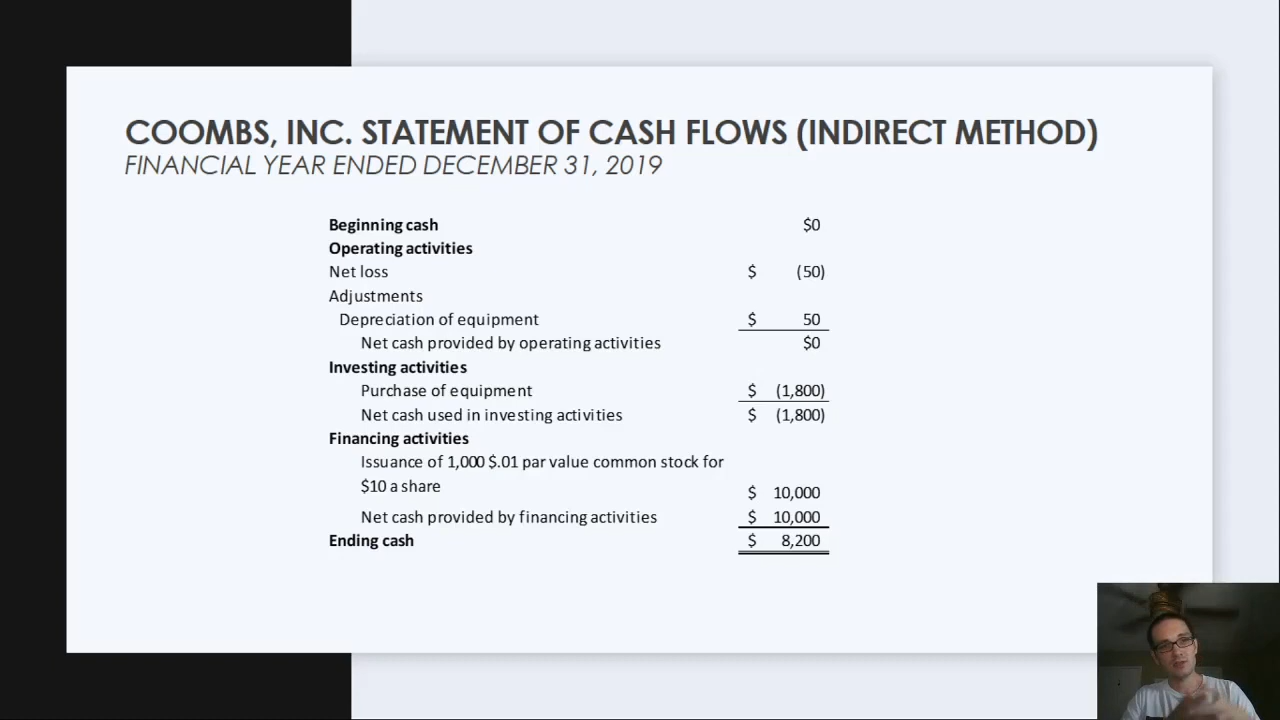 COOMBS, INC. STATEMENT OF CASH FLOWS (INDIRECT METHOD)
FINANCIAL YEAR ENDED DECEMBER 31, 2019
Beginning cash $0
Operating activities
Net loss $ (50)
Adjustments
Depreciation of equipment $ 50
Net cash provided by operating activities $0
Investing activities
Purchase of equipment $ (1,800)
Net cash used in investing activities $ (1,800)
Financing activities
Issuance of 1,000 $.01 par value common stock for
$10 a share $ 10,000
Net cash provided by financing activities $ 10,000
Ending cash $ 8,200